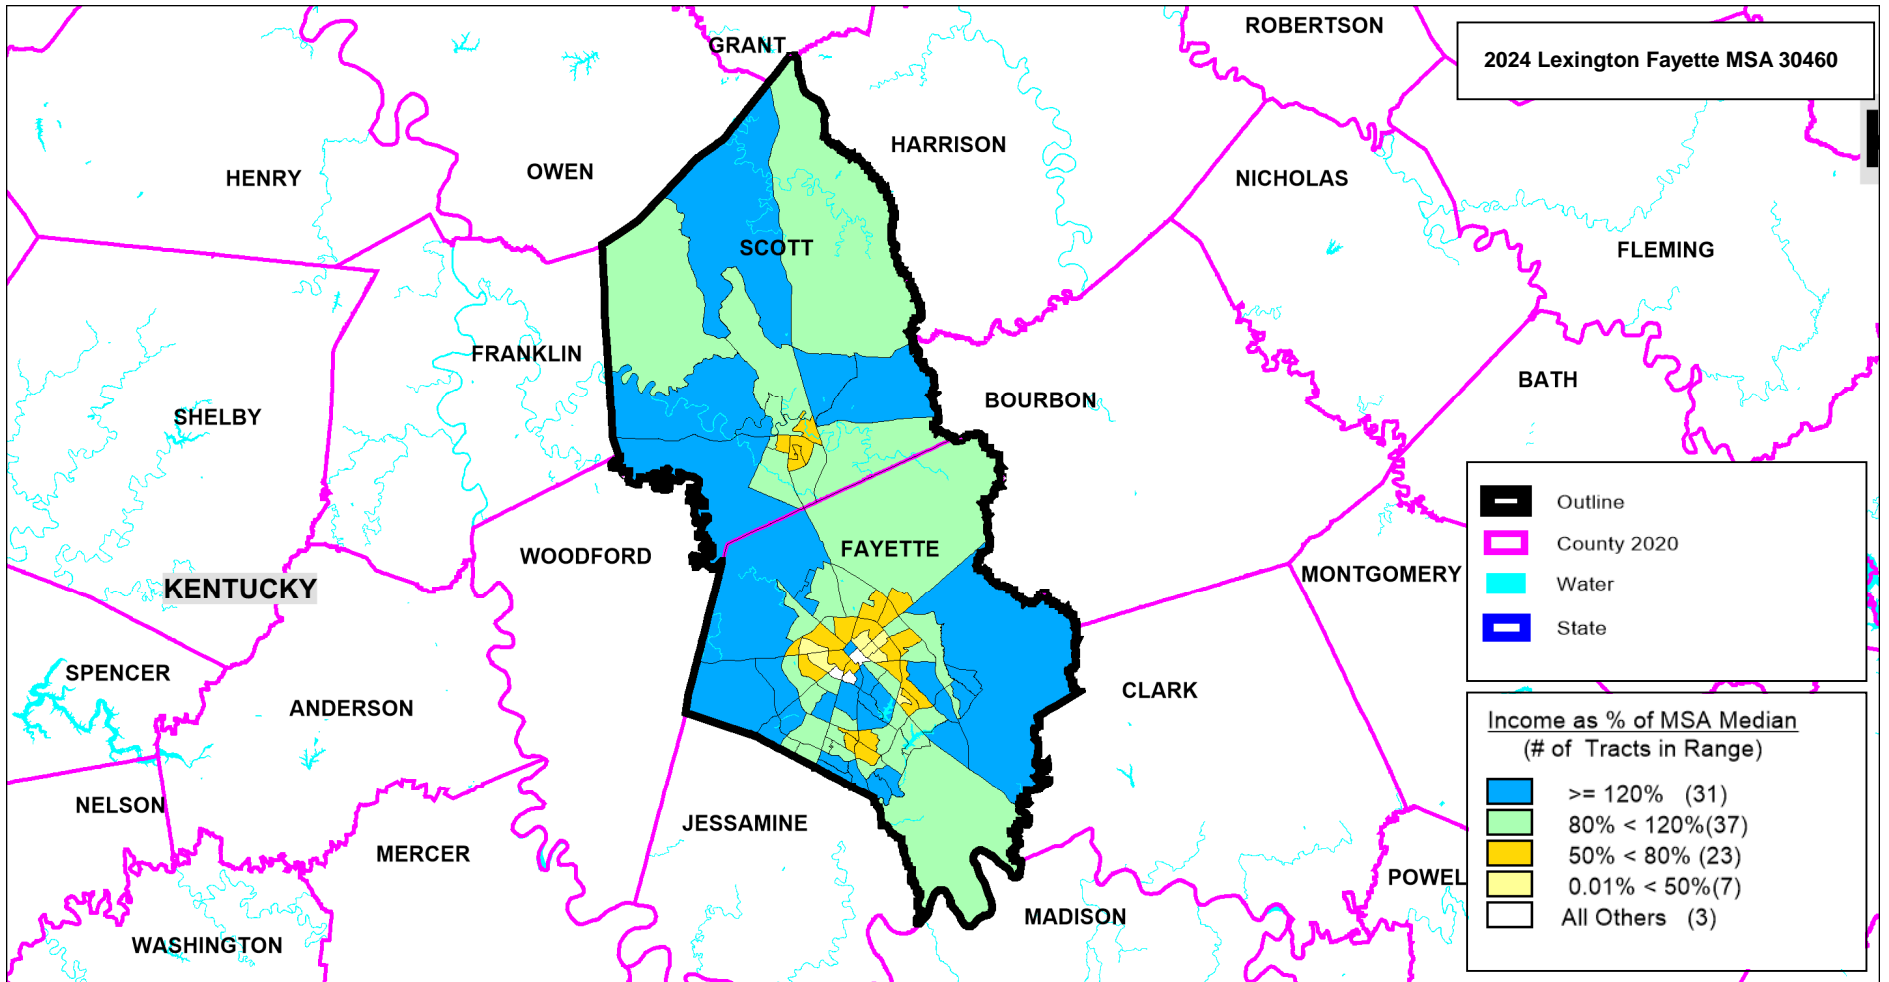 GRANT
ROBERTSON
2024 Lexington Fayette MSA 30460
HARRISON
HENRY
OWEN
NICHOLAS
SCOTT
FLEMING
FRANKLIN
BATH
BOURBON
SHELBY
Outline
County 2020
Water
State
WOODFORD
FAYETTE
MONTGOMERY
KENTUCKY
SPENCER
ANDERSON
CLARK
Income as % of MSA Median
(# of Tracts in Range)
>= 120% (31)
80% < 120%(37)
50% < 80% (23)
0.01% < 50%(7)
All Others (3)
NELSON
JESSAMINE
MERCER
POWEL
MADISON
WASHINGTON